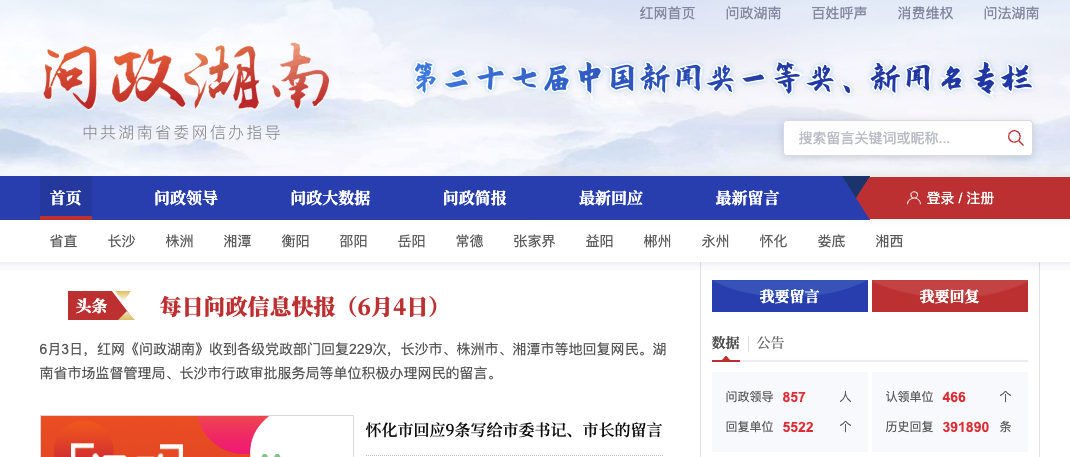 红网首页 问政湖南 百姓呼声 消费维权 问法湖南
问政湖南
第二十七届中国新闻奖一等奖、新闻名专栏
中共湖南省委网信办指导
搜索留言关键词或昵称...
首页 问政领导 问政大数据 问政简报 最新回应 最新留言 登录 / 注册
省直 长沙 株洲 湘潭 衡阳 邵阳 岳阳 常德 张家界 益阳 郴州 永州 怀化 娄底 湘西
头条 每日问政信息快报（6月4日）
我要留言 我要回复
6月3日，红网《问政湖南》收到各级党政部门回复229次，长沙市、株洲市、湘潭市等地回复网民。湖
南省市场监督管理局、长沙市行政审批服务局等单位积极办理网民的留言。
数据 公告
问政领导 857 人 认领单位 466 个
回复单位 5522 个 历史回复 391890 条
怀化市回应9条写给市委书记、市长的留言